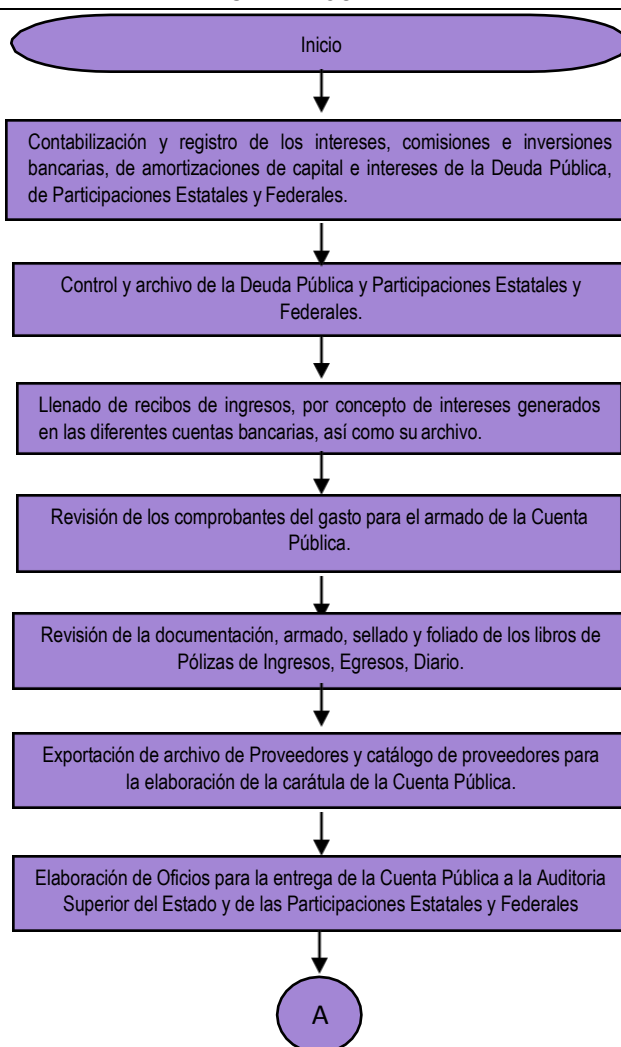 Inicio
Contabilización y registro de los intereses, comisiones e inversiones
bancarias, de amortizaciones de capital e intereses de la Deuda Pública,
de Participaciones Estatales y Federales.
Control y archivo de la Deuda Pública y Participaciones Estatales y
Federales.
Llenado de recibos de ingresos, por concepto de intereses generados
en las diferentes cuentas bancarias, así como su archivo.
Revisión de los comprobantes del gasto para el armado de la Cuenta
Pública.
Revisión de la documentación, armado, sellado y foliado de los libros de
Pólizas de Ingresos, Egresos, Diario.
Exportación de archivo de Proveedores y catálogo de proveedores para
la elaboración de la carátula de la Cuenta Pública.
Elaboración de Oficios para la entrega de la Cuenta Pública a la Auditoria
Superior del Estado y de las Participaciones Estatales y Federales
A